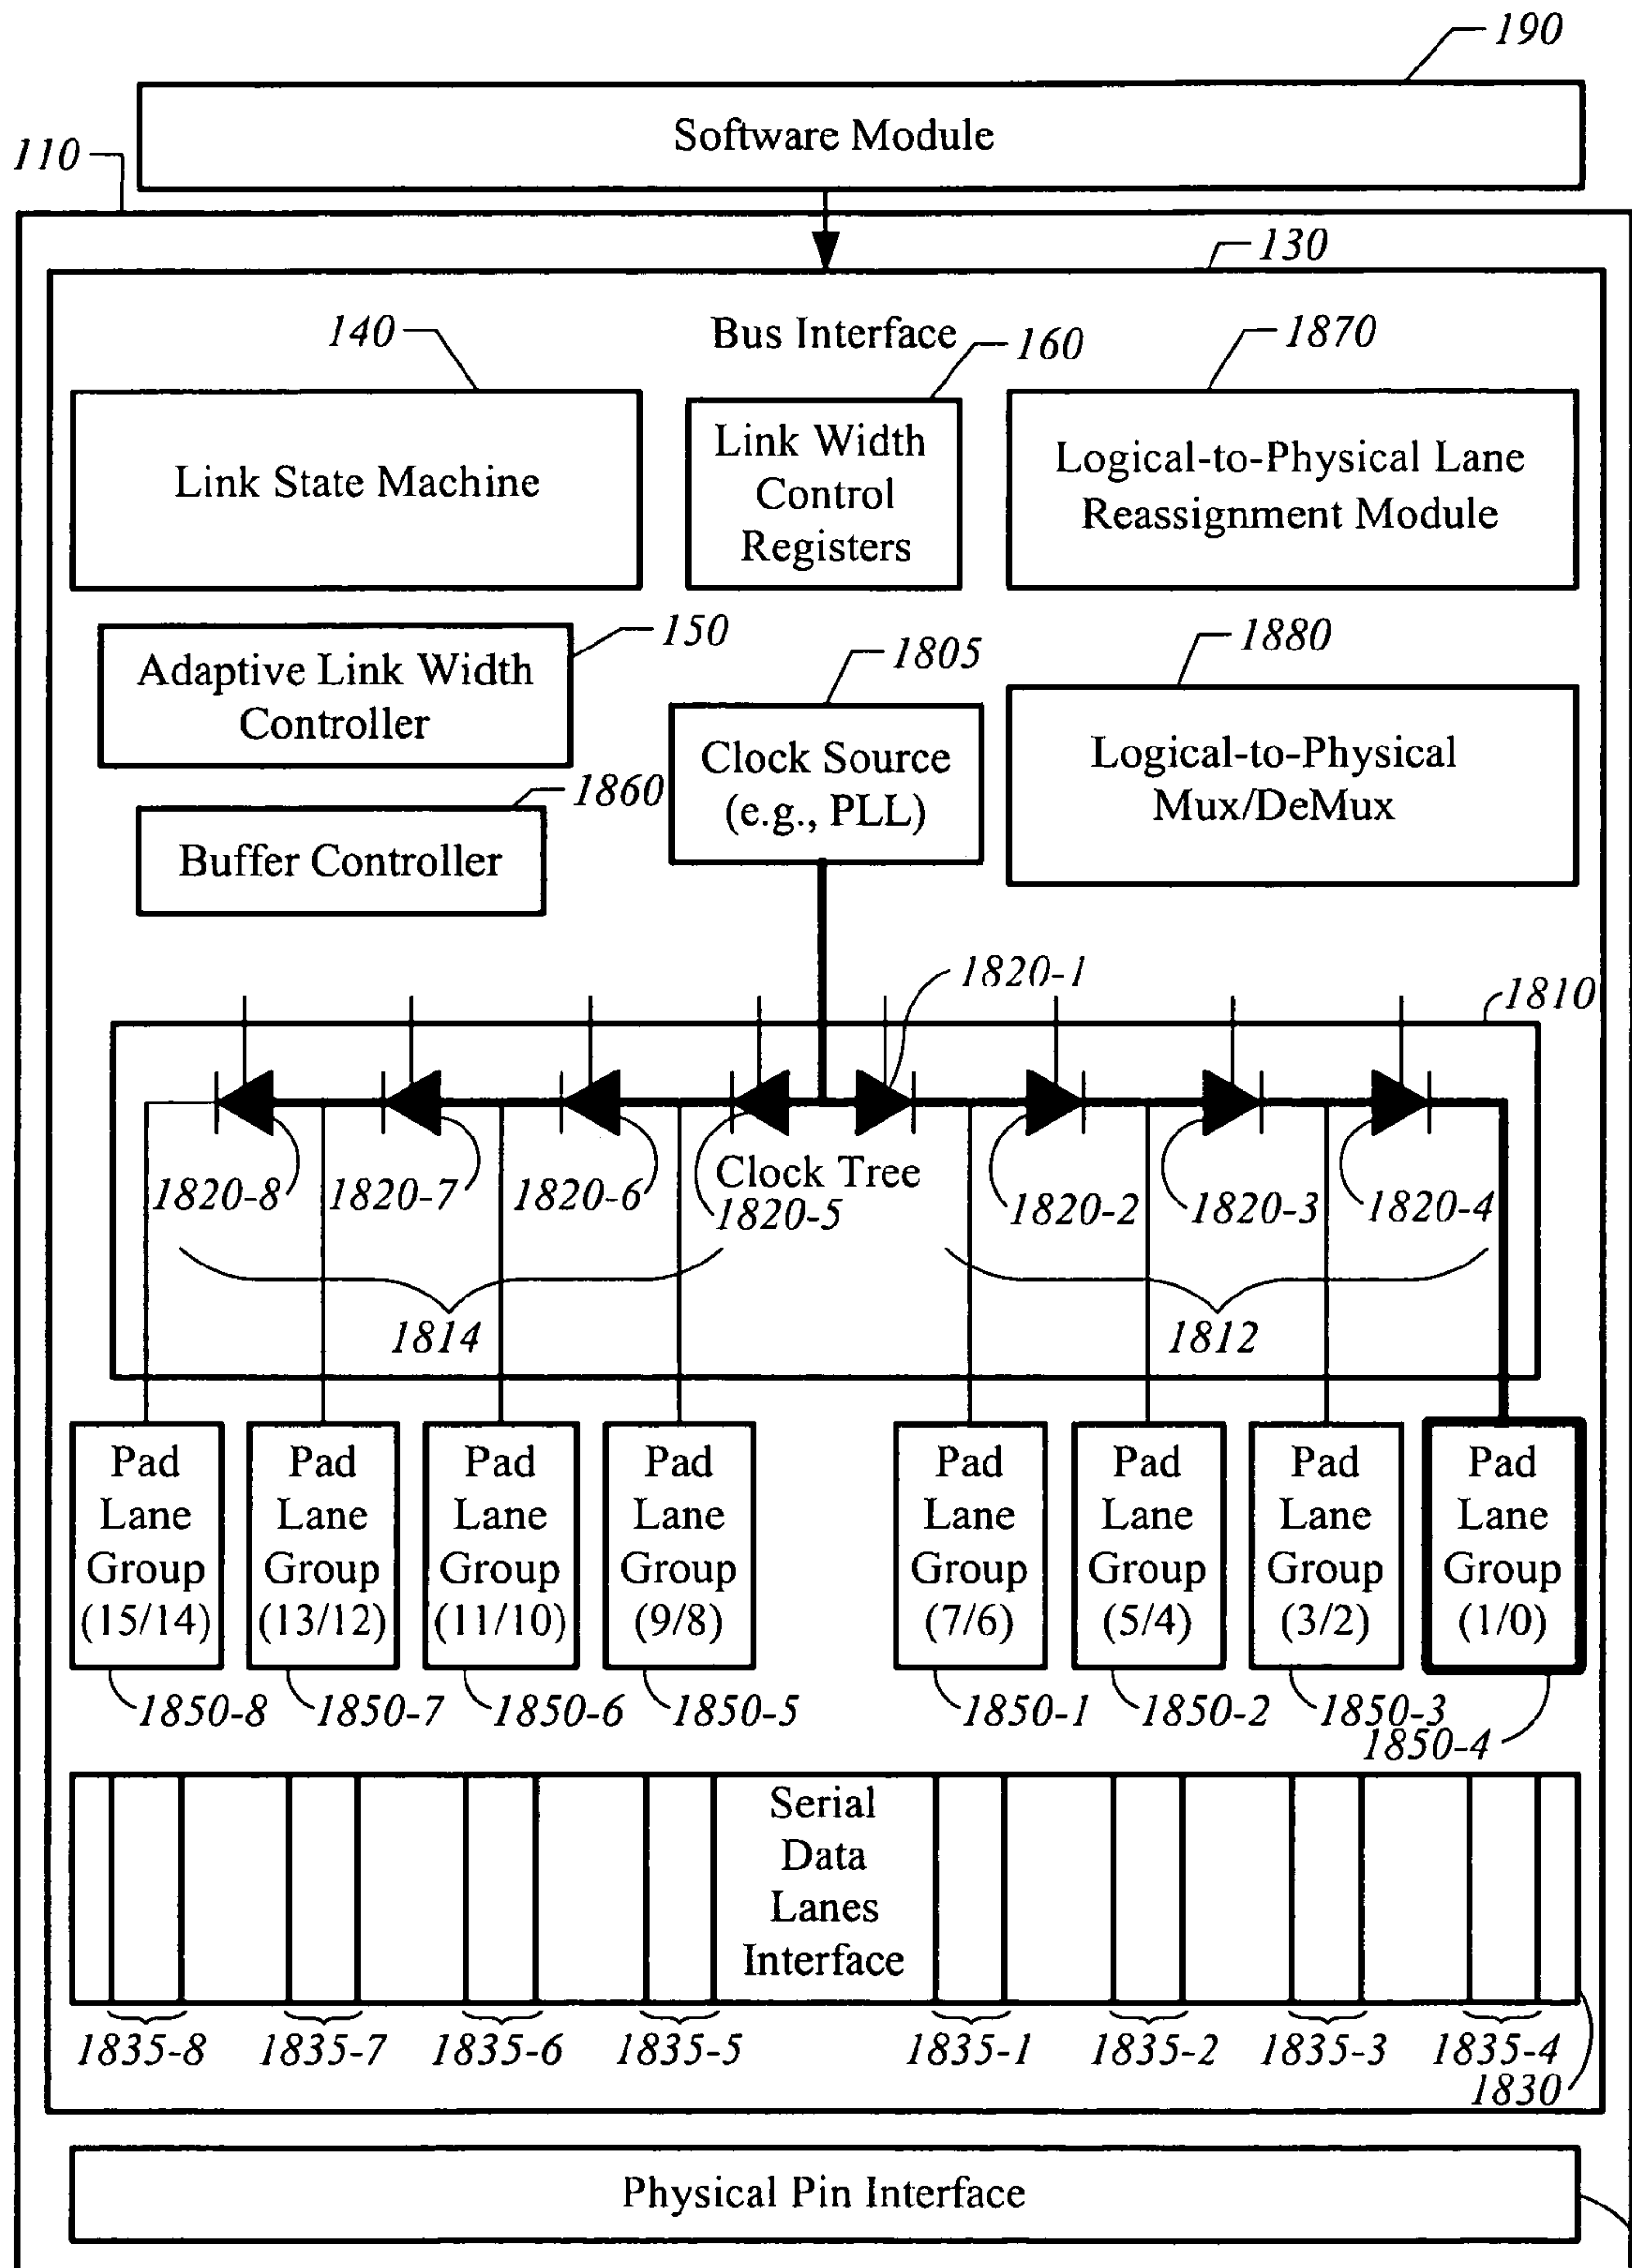 190
Software Module
110
130
Bus Interface
140
160
1870
Link State Machine
Link Width
Control
Registers
Logical-to-Physical Lane
Reassignment Module
150
Adaptive Link Width
Controller
1805
1880
Clock Source
(e.g., PLL)
Logical-to-Physical
Mux/DeMux
1860
Buffer Controller
1820-1
1810
Clock Tree
1820-8
1820-7
1820-6
1820-5
1820-2
1820-3
1820-4
1814
1812
Pad
Lane
Group
(15/14)
Pad
Lane
Group
(13/12)
Pad
Lane
Group
(11/10)
Pad
Lane
Group
(9/8)
Pad
Lane
Group
(7/6)
Pad
Lane
Group
(5/4)
Pad
Lane
Group
(3/2)
Pad
Lane
Group
(1/0)
1850-8
1850-7
1850-6
1850-5
1850-1
1850-2
1850-3
1850-4
Serial
Data
Lanes
Interface
1835-8
1835-7
1835-6
1835-5
1835-1
1835-2
1835-3
1835-4
1830
Physical Pin Interface